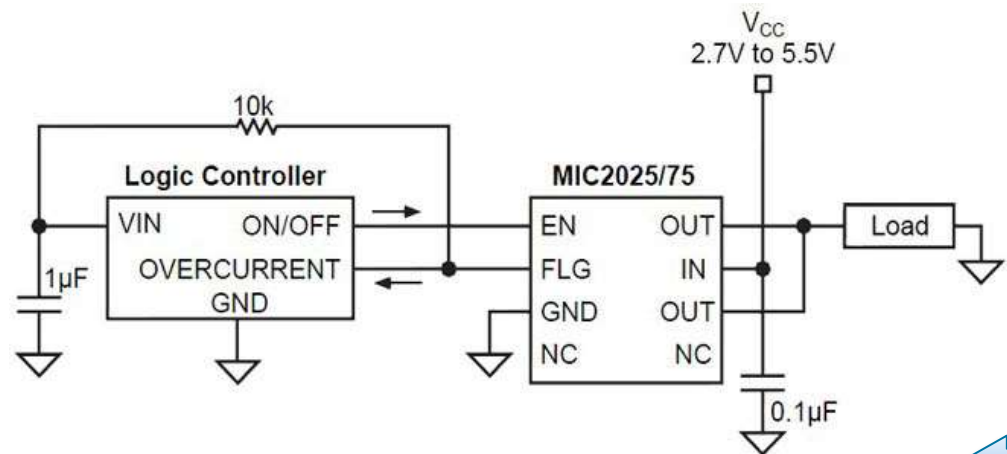 V_CC
2.7V to 5.5V
10k
Logic Controller
MIC2025/75
VIN
ON/OFF
OVERCURRENT
GND
1µF
EN
FLG
GND
NC
OUT
IN
OUT
NC
Load
0.1µF